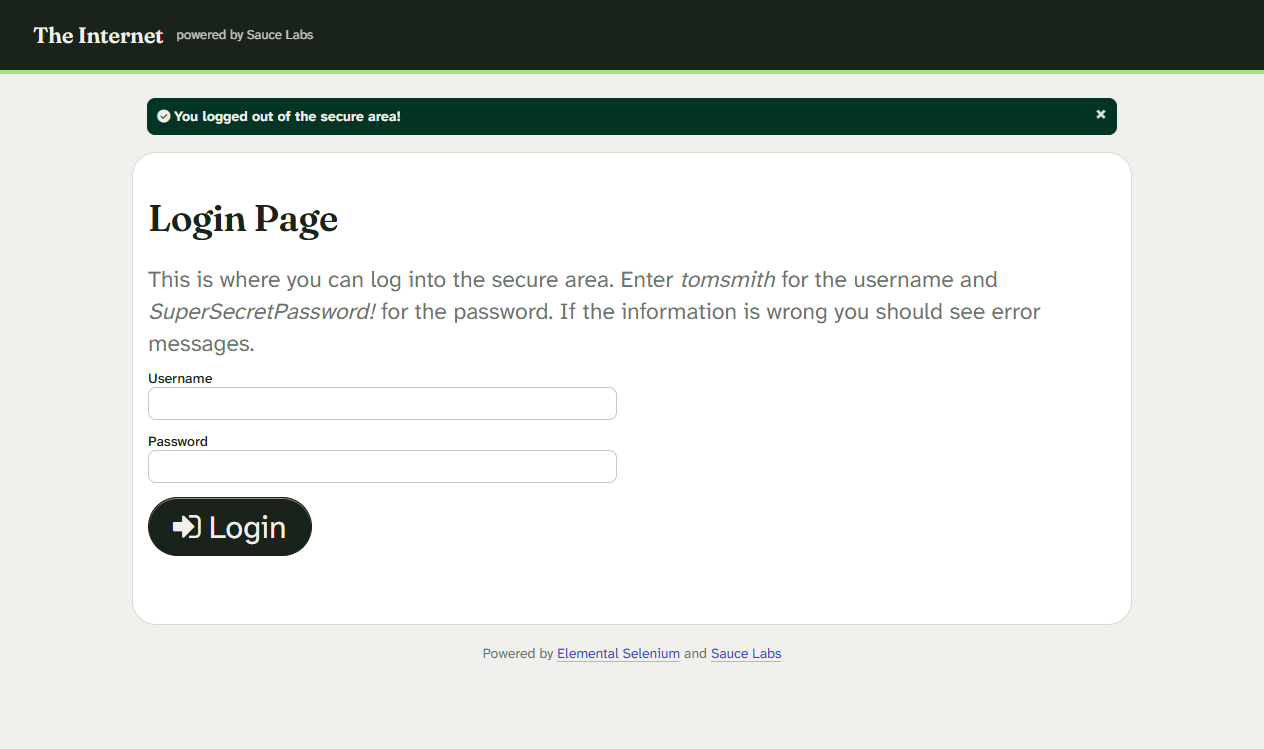 The Internet powered by Sauce Labs
You logged out of the secure area!
Login Page
This is where you can log into the secure area. Enter tomsmith for the username and
SuperSecretPassword! for the password. If the information is wrong you should see error
messages.
Username
Password
Login
Powered by Elemental Selenium and Sauce Labs